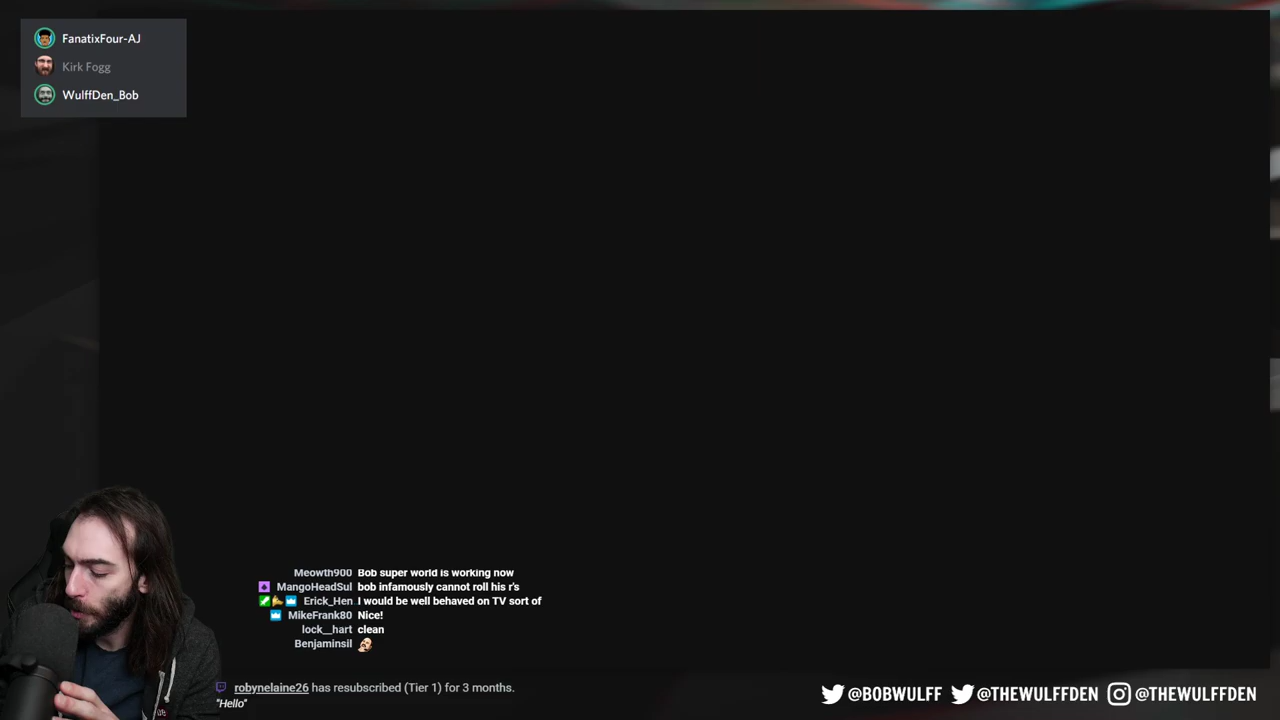 FanatixFour-AJ
Kirk Fogg
WulffDen_Bob
Meowth900 Bob super world is working now
MangoHeadSul bob infamously cannot roll his r's
Erick_Hen I would be well behaved on TV sort of
MikeFrank80 Nice!
lock__hart clean
Benjaminsil
robynelaine26 has resubscribed (Tier 1) for 3 months.
"Hello"
@BOBWULFF @THEWULFFDEN @THEWULFFDEN